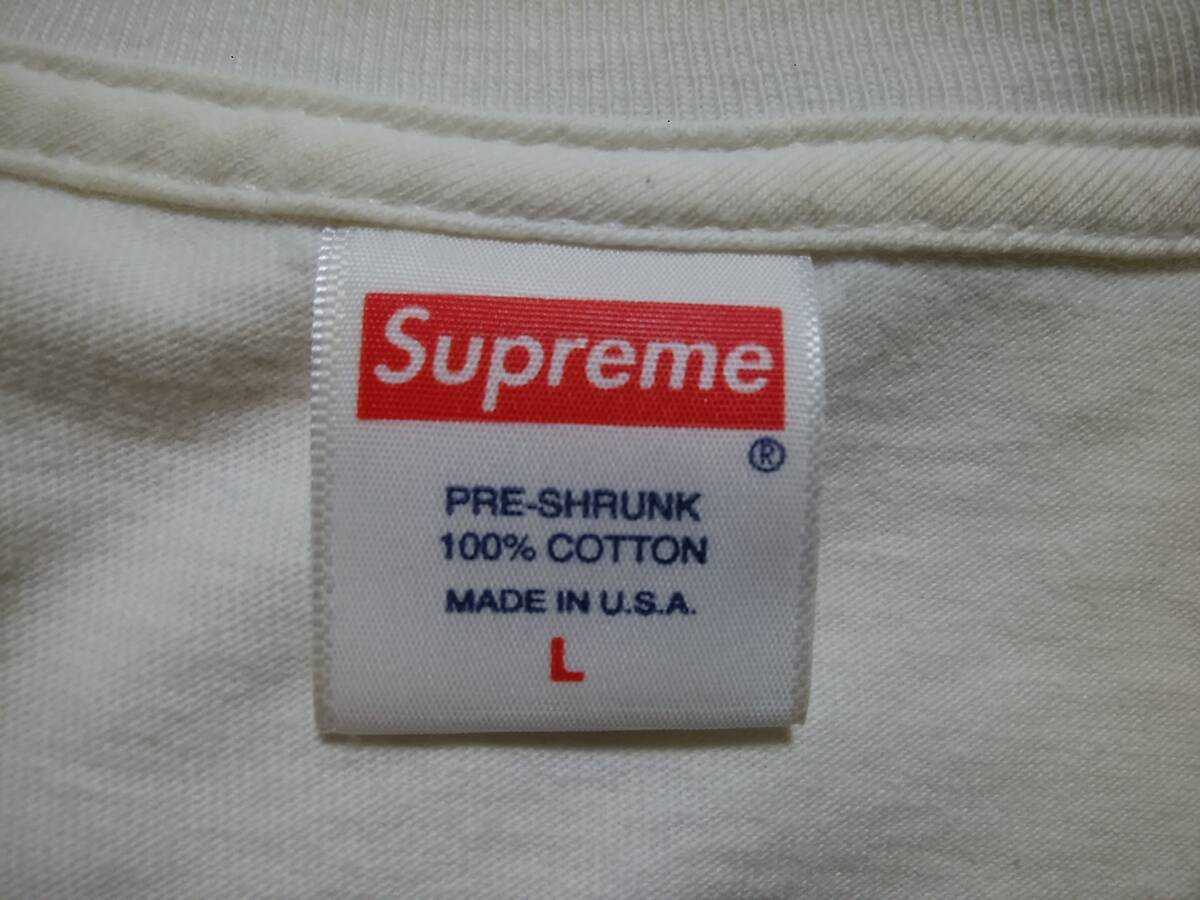 Supreme
®
PRE-SHRUNK
100% COTTON
MADE IN U.S.A.
L